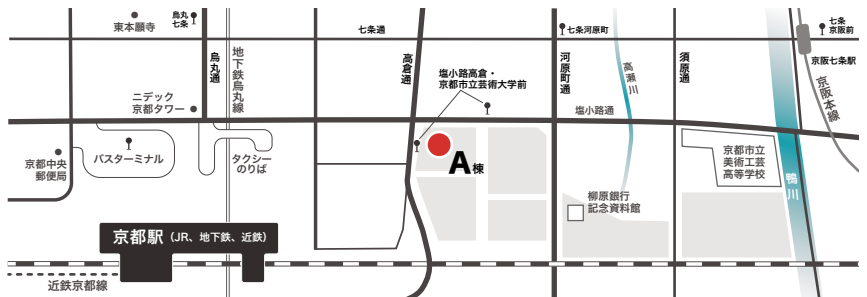 東本願寺
烏丸
七条
烏丸通
地下鉄烏丸線
七条通
高倉通
塩小路高倉・
京都市立芸術大学前
七条河原町
河原町通
高瀬川
須原通
七条
京阪前
京阪七条駅
京阪本線
ニデック
京都タワー
塩小路通
京都中央
郵便局
バスターミナル
タクシー
のりば
A棟
京都市立
美術工芸
高等学校
鴨川
柳原銀行
記念資料館
京都駅（JR、地下鉄、近鉄）
近鉄京都線